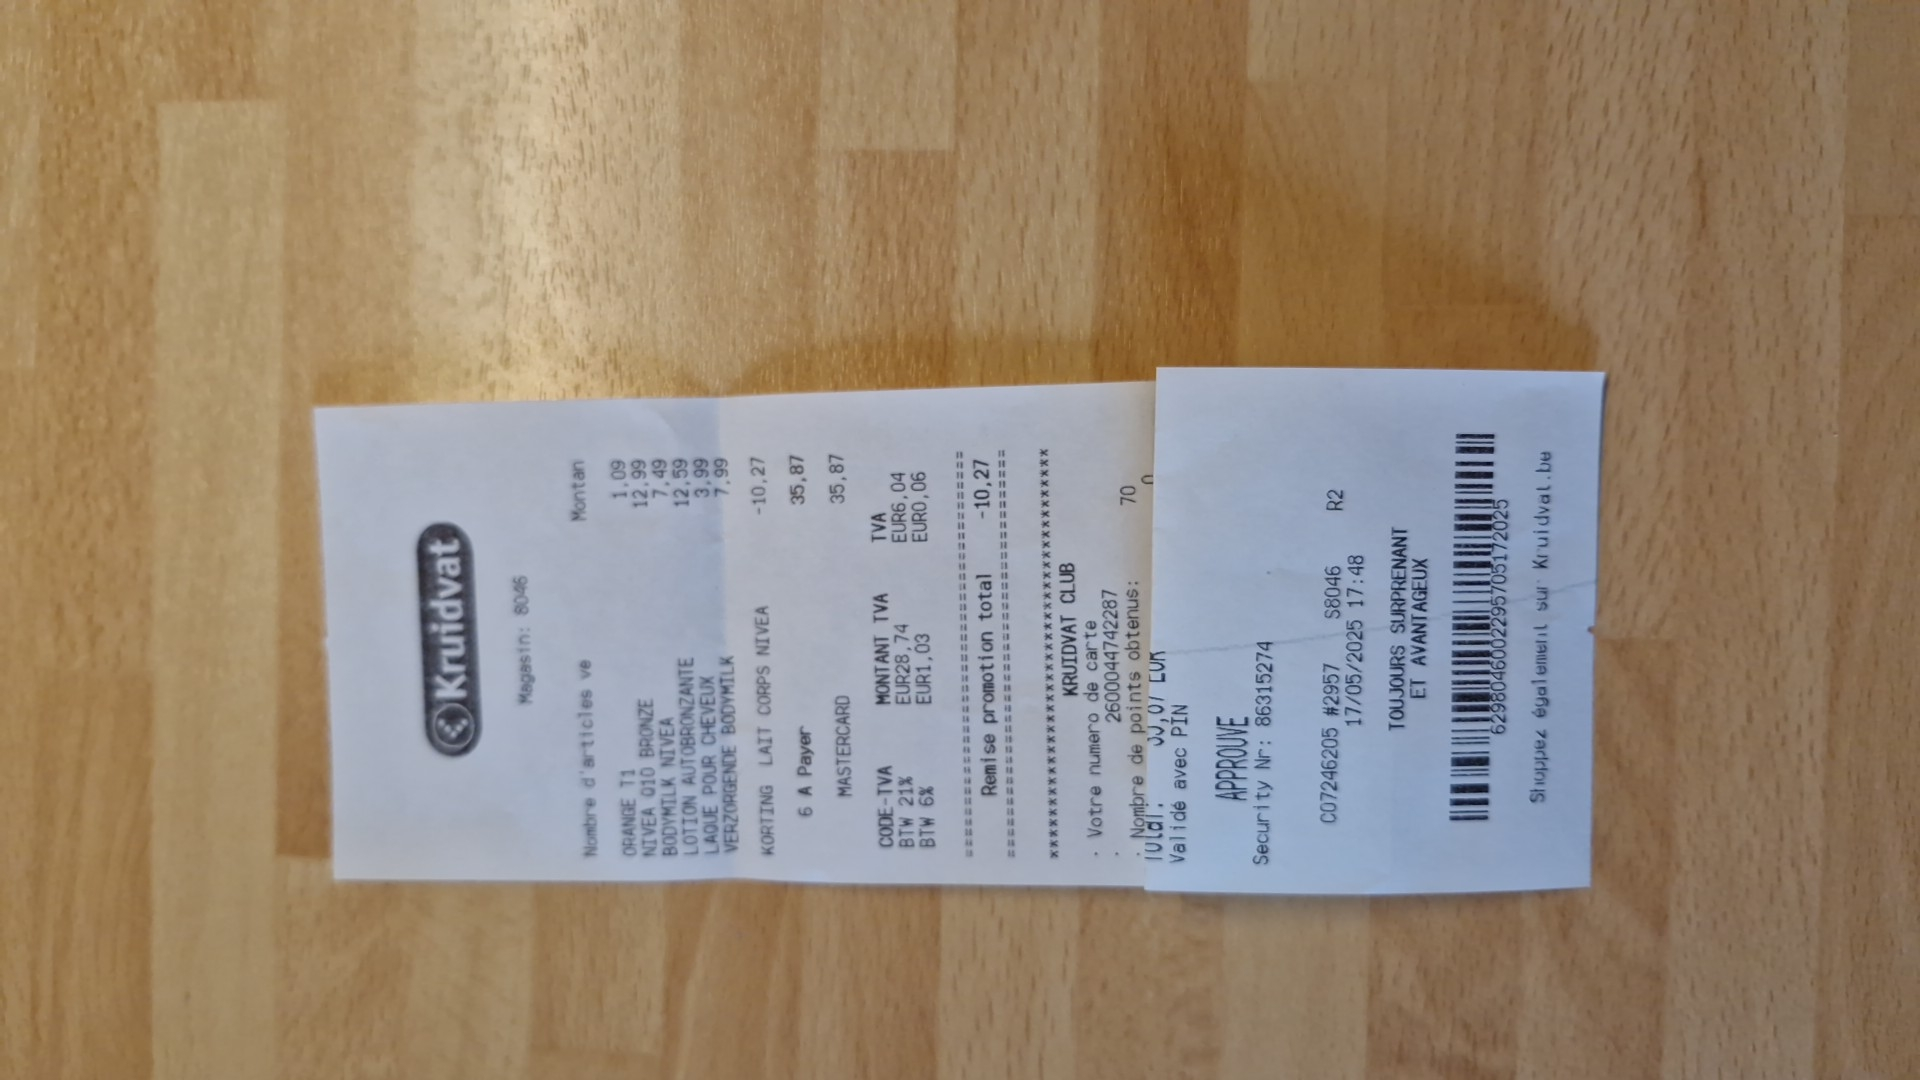 Kruidvat
Magasin: 8046
Nombre d'articles ve Montan
ORANGE T1 1,09
NIVEA Q10 BRONZE 12,99
BODYMILK NIVEA 7,49
LOTION AUTOBRONZANTE 12,59
LAQUE POUR CHEVEUX 3,99
VERZORGENDE BODYMILK 7,99
KORTING LAIT CORPS NIVEA -10,27
6 A Payer 35,87
MASTERCARD 35,87
CODE-TVA MONTANT TVA TVA
BTW 21% EUR28,74 EUR6,04
BTW 6% EUR1,03 EUR0,06
=========================================
Remise promotion total -10,27
=========================================
*****************************************
KRUIDVAT CLUB
. Votre numero de carte
. 2600044742287
. Nombre de points obtenus: 70
Validé avec PIN
APPROUVE
Security Nr: 86315274
C07246205 #2957 S8046 R2
17/05/2025 17:48
TOUJOURS SURPRENANT
ET AVANTAGEUX
6298046002295705172025
Shoppez également sur Kruidvat.be